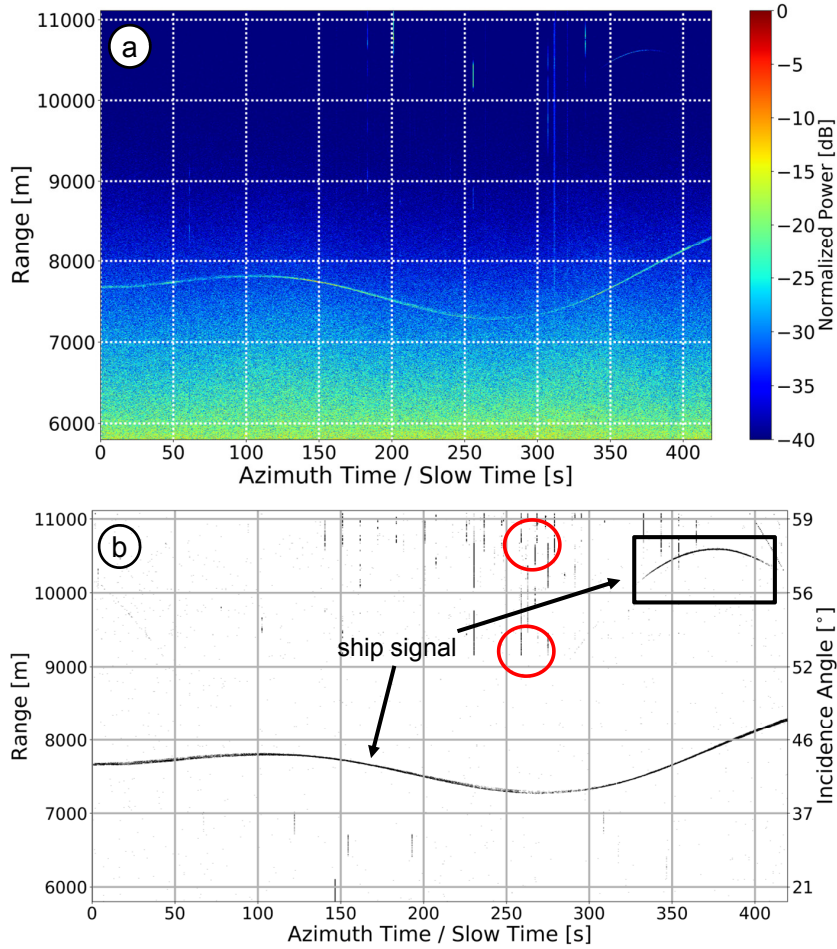 a
11000
10000
9000
8000
7000
6000
Range [m]
0 50 100 150 200 250 300 350 400
Azimuth Time / Slow Time [s]
0
−5
−10
−15
−20
−25
−30
−35
−40
Normalized Power [dB]
b
11000
10000
9000
8000
7000
6000
Range [m]
ship signal
59
56
52
46
37
21
Incidence Angle [°]
0 50 100 150 200 250 300 350 400
Azimuth Time / Slow Time [s]